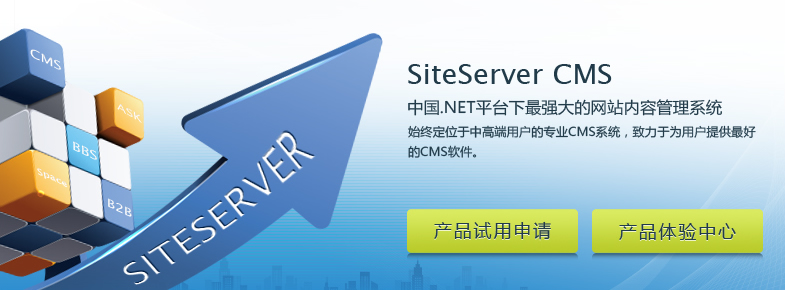 CMS
ASK
BBS
Space
B2B
SITESERVER
SiteServer CMS
中国.NET平台下最强大的网站内容管理系统
始终定位于中高端用户的专业CMS系统，致力于为用户提供最好
的CMS软件。
产品试用申请
产品体验中心